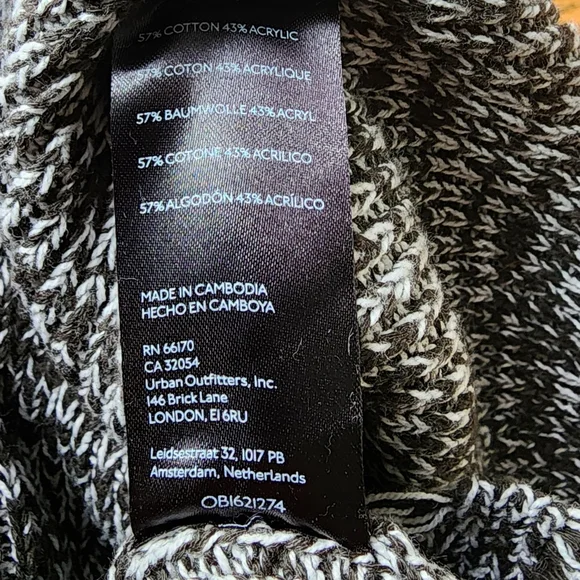 57% COTTON 43% ACRYLIC
57% COTON 43% ACRYLIQUE
57% BAUMWOLLE 43% ACRYL
57% COTONE 43% ACRILICO
57% ALGODÓN 43% ACRÍLICO
MADE IN CAMBODIA
HECHO EN CAMBOYA
RN 66170
CA 32054
Urban Outfitters, Inc.
146 Brick Lane
LONDON, E1 6RU
Leidsestraat 32, 1017 PB
Amsterdam, Netherlands
OB1621274